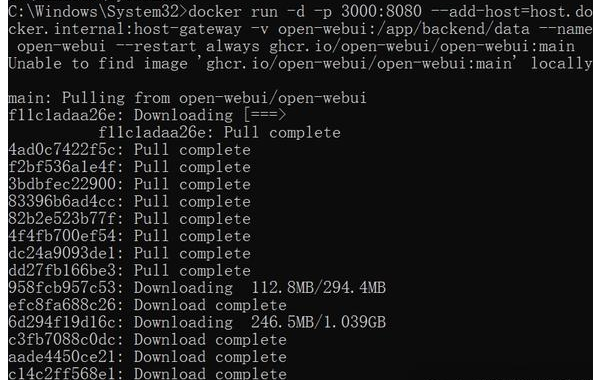 C:\Windows\System32>docker run -d -p 3000:8080 --add-host=host.do
cker.internal:host-gateway -v open-webui:/app/backend/data --name
open-webui --restart always ghcr.io/open-webui/open-webui:main
Unable to find image 'ghcr.io/open-webui/open-webui:main' locally
main: Pulling from open-webui/open-webui
f11c1adaa26e: Downloading [===>
f11c1adaa26e: Pull complete
4ad0c7422f5c: Pull complete
f2bf536a1e4f: Pull complete
3bdbfec22900: Pull complete
83396b6ad4cc: Pull complete
82b2e523b77f: Pull complete
4f4fb700ef54: Pull complete
dc24a9093de1: Pull complete
dd27fb166be3: Pull complete
958fcb957c53: Downloading 112.8MB/294.4MB
efc8fa688c26: Download complete
6d294f19d16c: Downloading 246.5MB/1.039GB
c3fb7088c0dc: Download complete
aade4450ce21: Download complete
c14c2ff568e1: Download complete